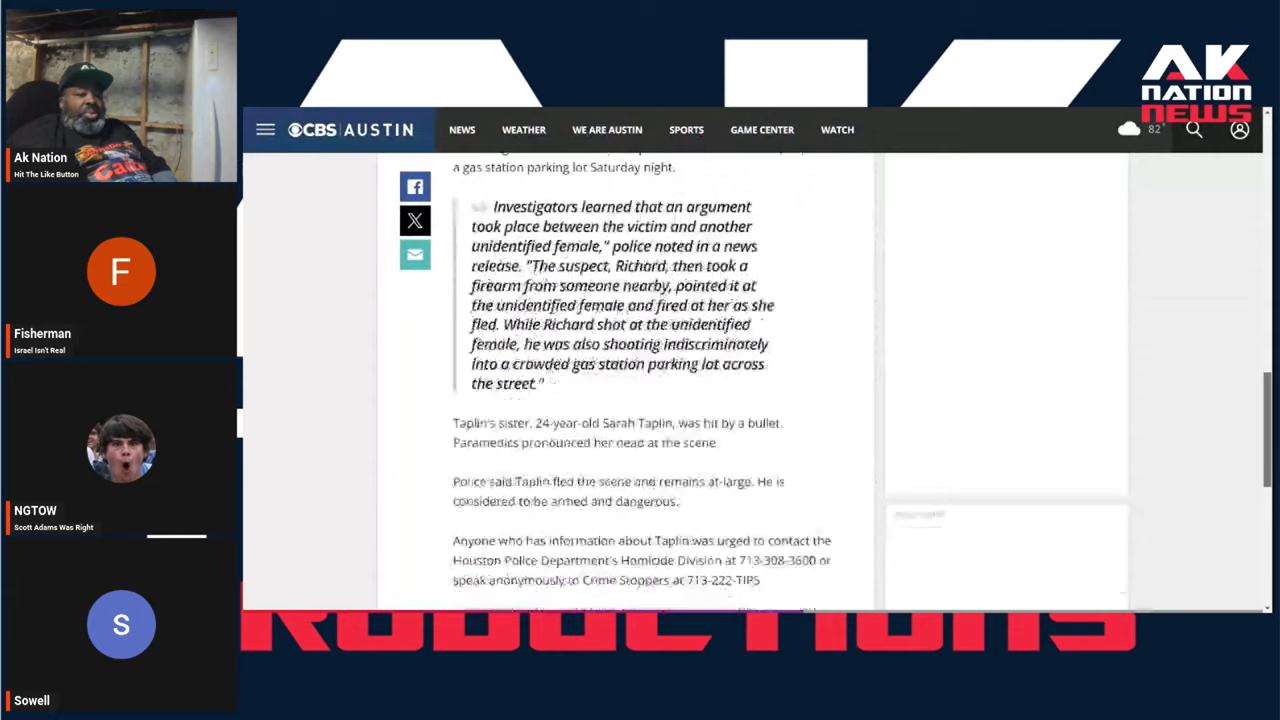 AK
NATION
NEWS
CBS AUSTIN
NEWS
WEATHER
WE ARE AUSTIN
SPORTS
GAME CENTER
WATCH
82°
a gas station parking lot Saturday night.
Investigators learned that an argument
took place between the victim and another
unidentified female," police noted in a news
release. "The suspect, Richard, then took a
firearm from someone nearby, pointed it at
the unidentified female and fired at her as she
fled. While Richard shot at the unidentified
female, he was also shooting indiscriminately
into a crowded gas station parking lot across
the street."
Taplin's sister, 24-year-old Sarah Taplin, was hit by a bullet.
Paramedics pronounced her dead at the scene
Police said Taplin fled the scene and remains at-large. He is
considered to be armed and dangerous.
Anyone who has information about Taplin was urged to contact the
Houston Police Department's Homicide Division at 713-308-3600 or
speak anonymously to Crime Stoppers at 713-222-TIPS
Ak Nation
Hit The Like Button
F
Fisherman
Israel Isn't Real
NGTOW
Scott Adams Was Right
S
Sowell
RODUCTIONS